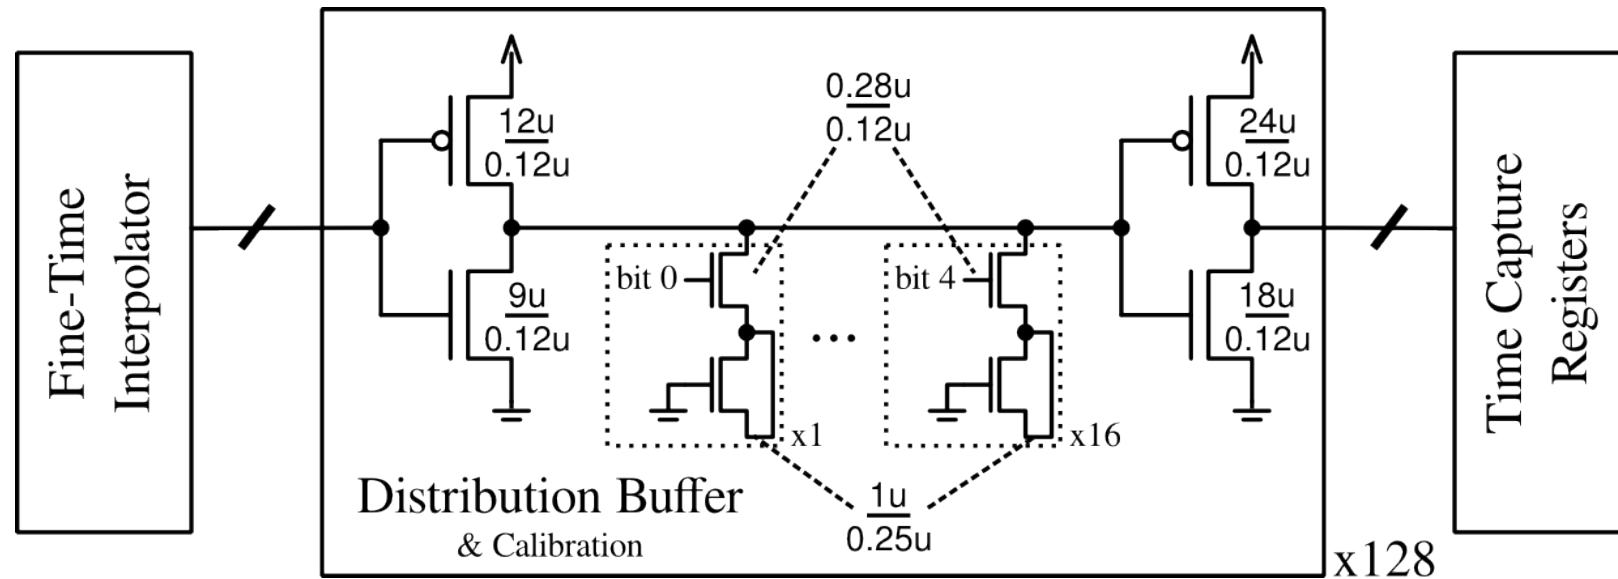 Fine-Time
Interpolator
12u
0.12u
9u
0.12u
0.28u
0.12u
bit 0
x1
...
bit 4
x16
1u
0.25u
24u
0.12u
18u
0.12u
Distribution Buffer
& Calibration
x128
Time Capture
Registers